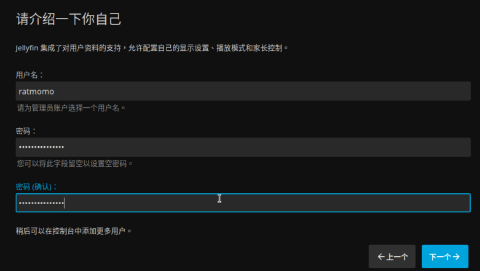 请介绍一下你自己
Jellyfin 集成了对用户资料的支持，允许配置自己的显示设置、播放模式和家长控制。
用户名：
ratmomo
请为管理员账户选择一个用户名。
密码：
•••••••••••••••
您可以将此字段留空以设置空密码。
密码 (确认)：
•••••••••••••••
稍后可以在控制台中添加更多用户。
←上一个
下一个→